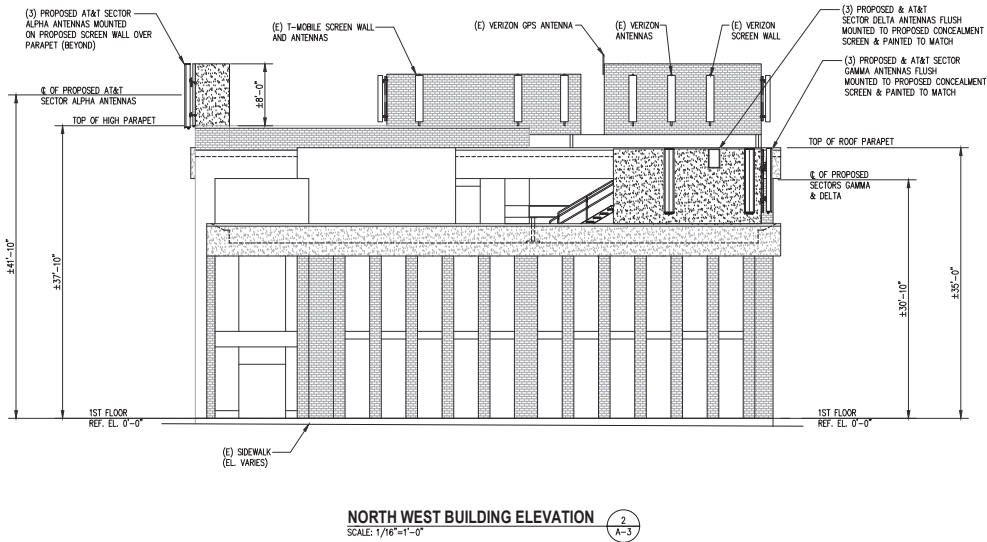 (3) PROPOSED AT&T SECTOR
ALPHA ANTENNAS MOUNTED
ON PROPOSED SCREEN WALL OVER
PARAPET (BEYOND)
(E) T-MOBILE SCREEN WALL
AND ANTENNAS
(E) VERIZON GPS ANTENNA
(E) VERIZON
ANTENNAS
(E) VERIZON
SCREEN WALL
(3) PROPOSED & AT&T
SECTOR DELTA ANTENNAS FLUSH
MOUNTED TO PROPOSED CONCEALMENT
SCREEN & PAINTED TO MATCH
(3) PROPOSED & AT&T SECTOR
GAMMA ANTENNAS FLUSH
MOUNTED TO PROPOSED CONCEALMENT
SCREEN & PAINTED TO MATCH
℄ OF PROPOSED AT&T
SECTOR ALPHA ANTENNAS
±8'-0"
TOP OF HIGH PARAPET
TOP OF ROOF PARAPET
℄ OF PROPOSED
SECTORS GAMMA
& DELTA
±41'-10"
±37'-10"
±30'-10"
±35'-0"
1ST FLOOR
REF. EL. 0'-0"
1ST FLOOR
REF. EL. 0'-0"
(E) SIDEWALK
(EL. VARIES)
NORTH WEST BUILDING ELEVATION
SCALE: 1/16"=1'-0"
2
A-3